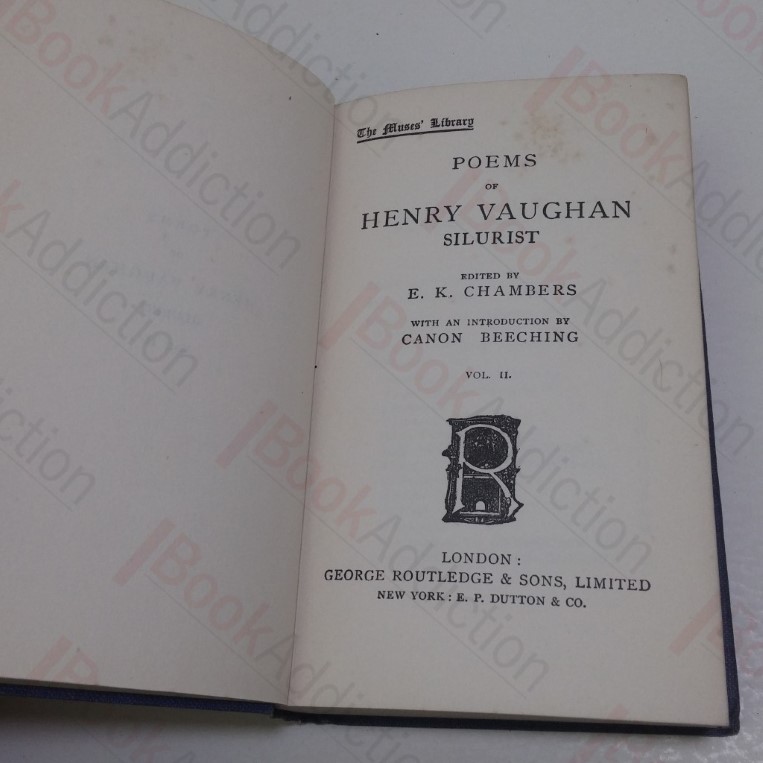 The Muses' Library
POEMS
OF
HENRY VAUGHAN
SILURIST
EDITED BY
E. K. CHAMBERS
WITH AN INTRODUCTION BY
CANON BEECHING
VOL. II.
R
LONDON :
GEORGE ROUTLEDGE & SONS, LIMITED
NEW YORK : E. P. DUTTON & CO.
BookAddiction